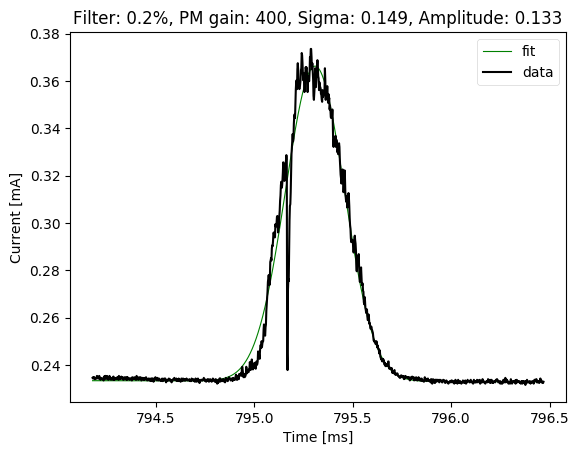 Filter: 0.2%, PM gain: 400, Sigma: 0.149, Amplitude: 0.133
0.38
0.36
0.34
0.32
0.30
0.28
0.26
0.24
Current [mA]
fit
data
794.5 795.0 795.5 796.0 796.5
Time [ms]